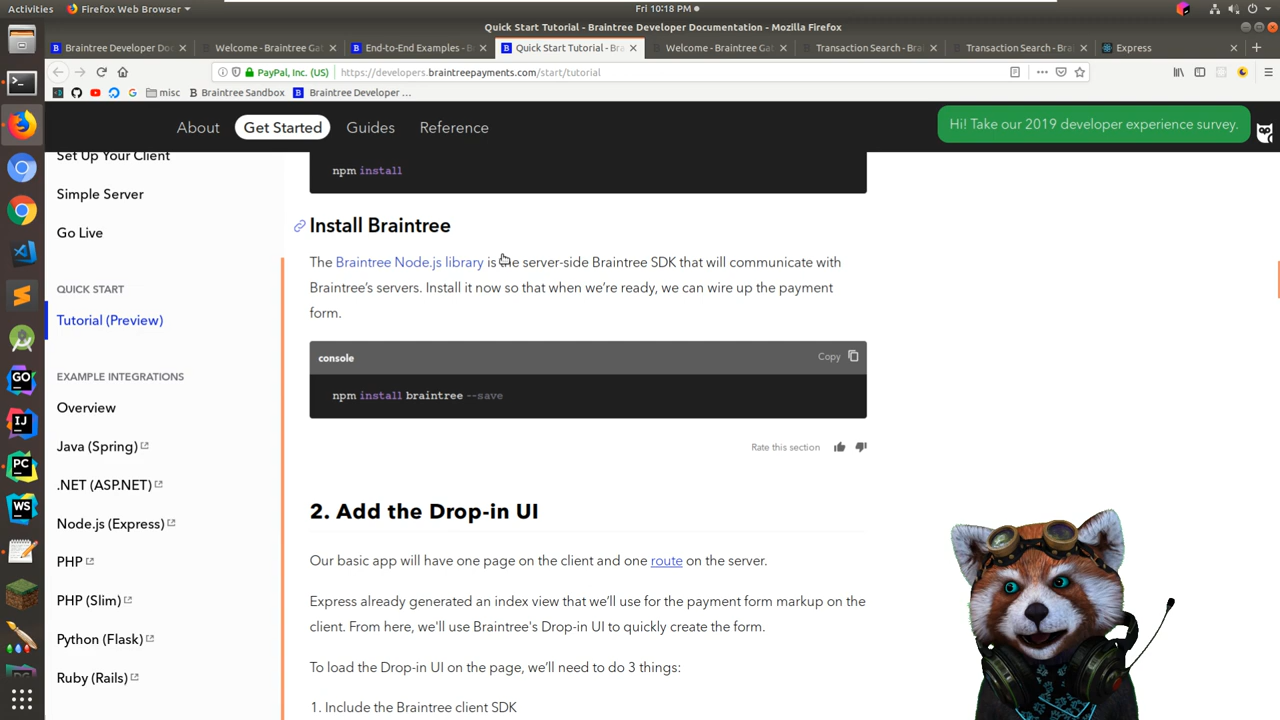 Activities
Firefox Web Browser
Fri 10:18 PM
Quick Start Tutorial - Braintree Developer Documentation - Mozilla Firefox
Braintree Developer Doc
Welcome - Braintree Gat
End-to-End Examples - B
Quick Start Tutorial - Bra
Welcome - Braintree Gat
Transaction Search - Bra
Transaction Search - Bra
Express
PayPal, Inc. (US)
https://developers.braintreepayments.com/start/tutorial
misc
Braintree Sandbox
Braintree Developer ...
About
Get Started
Guides
Reference
Hi! Take our 2019 developer experience survey.
Set Up Your Client
Simple Server
Go Live
QUICK START
Tutorial (Preview)
EXAMPLE INTEGRATIONS
Overview
Java (Spring)
.NET (ASP.NET)
Node.js (Express)
PHP
PHP (Slim)
Python (Flask)
Ruby (Rails)
npm install
Install Braintree
The Braintree Node.js library is the server-side Braintree SDK that will communicate with
Braintree's servers. Install it now so that when we're ready, we can wire up the payment
form.
console
Copy
npm install braintree --save
Rate this section
2. Add the Drop-in UI
Our basic app will have one page on the client and one route on the server.
Express already generated an index view that we'll use for the payment form markup on the
client. From here, we'll use Braintree's Drop-in UI to quickly create the form.
To load the Drop-in UI on the page, we'll need to do 3 things:
1. Include the Braintree client SDK
GO
IJ
PC
WS